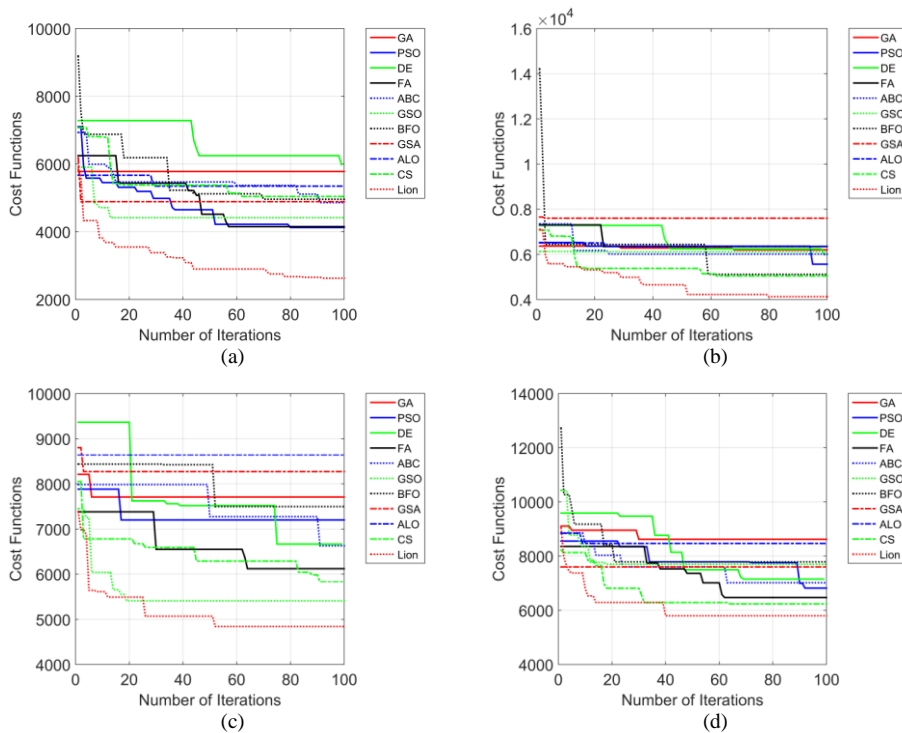 10000
8000
6000
4000
2000
Cost Functions
0 20 40 60 80 100
Number of Iterations
GA
PSO
DE
FA
ABC
GSO
BFO
GSA
ALO
CS
Lion
(a)
×10⁴
1.6
1.4
1.2
1
0.8
0.6
0.4
Cost Functions
0 20 40 60 80 100
Number of Iterations
GA
PSO
DE
FA
ABC
GSO
BFO
GSA
ALO
CS
Lion
(b)
10000
9000
8000
7000
6000
5000
4000
Cost Functions
0 20 40 60 80 100
Number of Iterations
GA
PSO
DE
FA
ABC
GSO
BFO
GSA
ALO
CS
Lion
(c)
14000
12000
10000
8000
6000
4000
Cost Functions
0 20 40 60 80 100
Number of Iterations
GA
PSO
DE
FA
ABC
GSO
BFO
GSA
ALO
CS
Lion
(d)